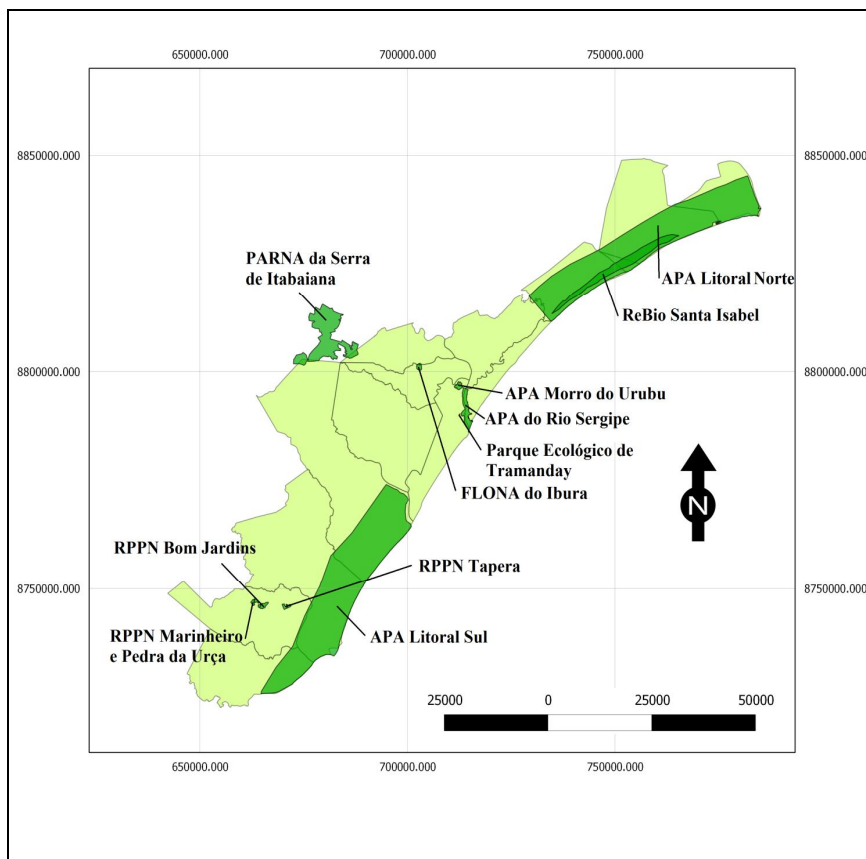 650000.000 700000.000 750000.000
8850000.000 8850000.000
PARNA da Serra
de Itabaiana
APA Litoral Norte
ReBio Santa Isabel
8800000.000 8800000.000
APA Morro do Urubu
APA do Rio Sergipe
Parque Ecológico de
Tramanday
FLONA do Ibura
N
RPPN Bom Jardins
RPPN Tapera
8750000.000 8750000.000
RPPN Marinheiro
e Pedra da Urça
APA Litoral Sul
25000 0 25000 50000
650000.000 700000.000 750000.000